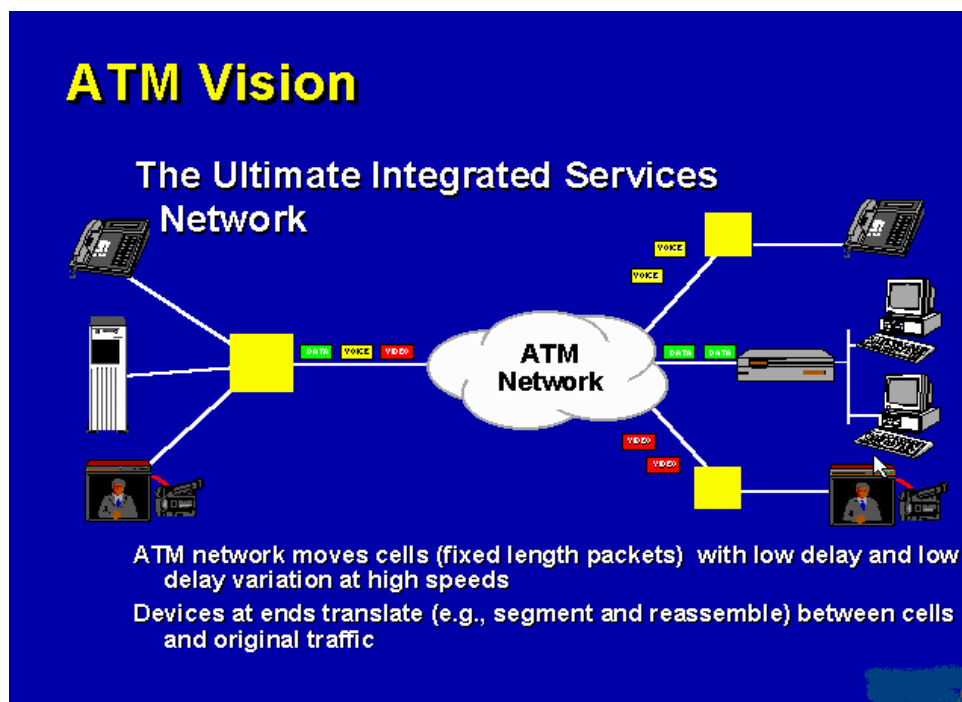 ATM Vision
The Ultimate Integrated Services
Network
VOICE
VOICE
DATA VOICE VIDEO
ATM
Network
DATA DATA
VIDEO
VIDEO
ATM network moves cells (fixed length packets)  with low delay and low
delay variation at high speeds
Devices at ends translate (e.g., segment and reassemble) between cells
and original traffic